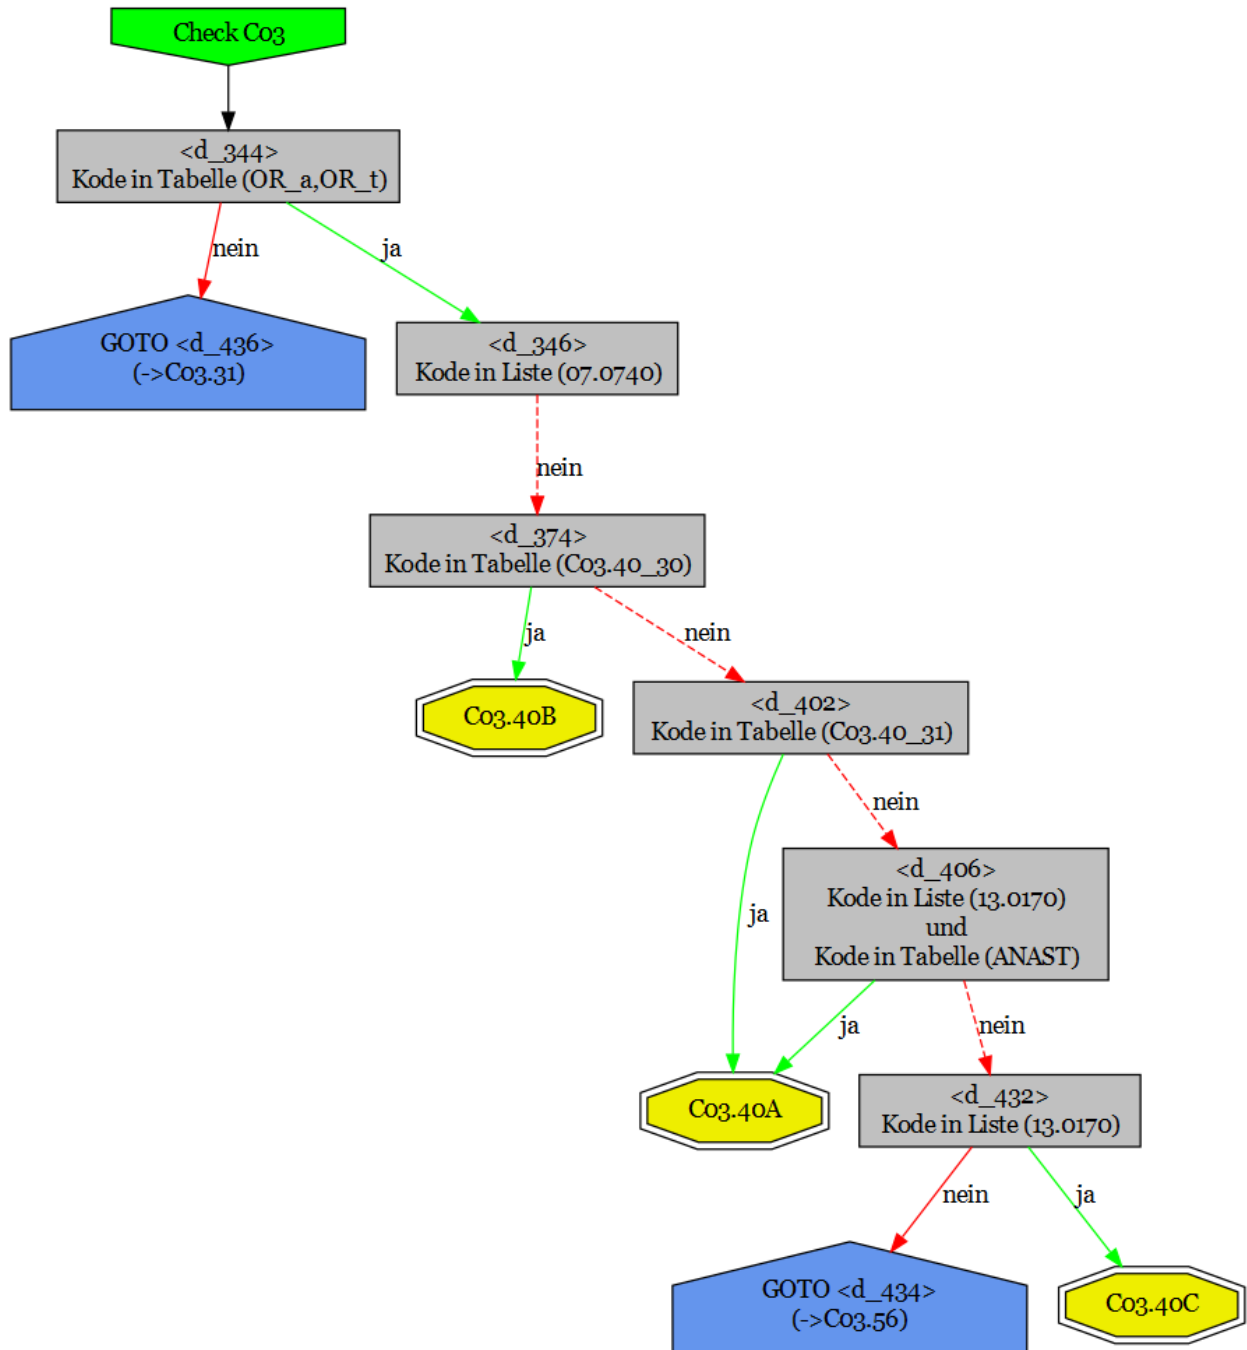 Check C03
<d_344>
Kode in Tabelle (OR_a,OR_t)
nein
ja
GOTO <d_436>
(->C03.31)
<d_346>
Kode in Liste (07.0740)
nein
<d_374>
Kode in Tabelle (C03.40_30)
ja
nein
C03.40B
<d_402>
Kode in Tabelle (C03.40_31)
nein
ja
<d_406>
Kode in Liste (13.0170)
und
Kode in Tabelle (ANAST)
ja
nein
C03.40A
<d_432>
Kode in Liste (13.0170)
nein
ja
GOTO <d_434>
(->C03.56)
C03.40C